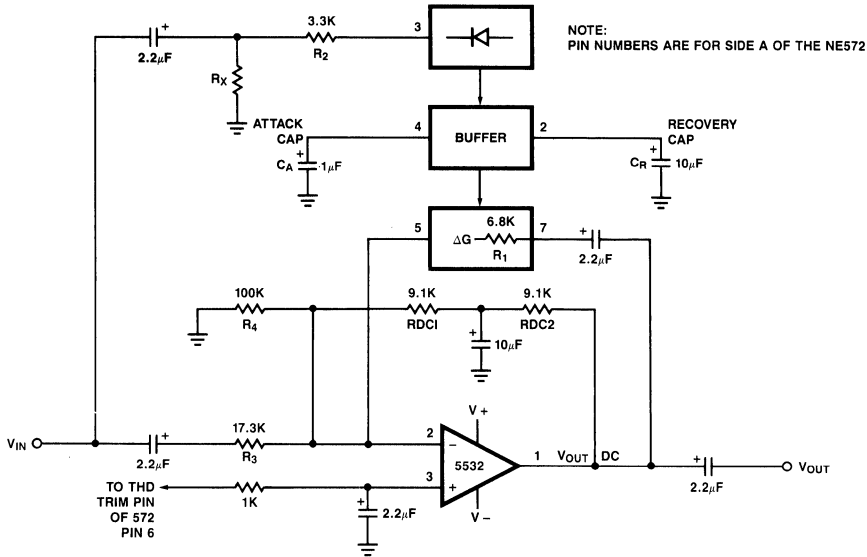 3.3K
3
+
2.2μF
R2
NOTE:
PIN NUMBERS ARE FOR SIDE A OF THE NE572
RX
ATTACK
CAP
4
BUFFER
2
RECOVERY
CAP
+
CA
.1μF
+
CR
10μF
5
6.8K
ΔG
R1
7
+
2.2μF
100K
R4
9.1K
RDC1
9.1K
RDC2
+
10μF
VIN
+
2.2μF
17.3K
R3
2
−
V+
5532
1
VOUT DC
+
2.2μF
VOUT
TO THD
TRIM PIN
OF 572
PIN 6
1K
3
+
+
2.2μF
V−